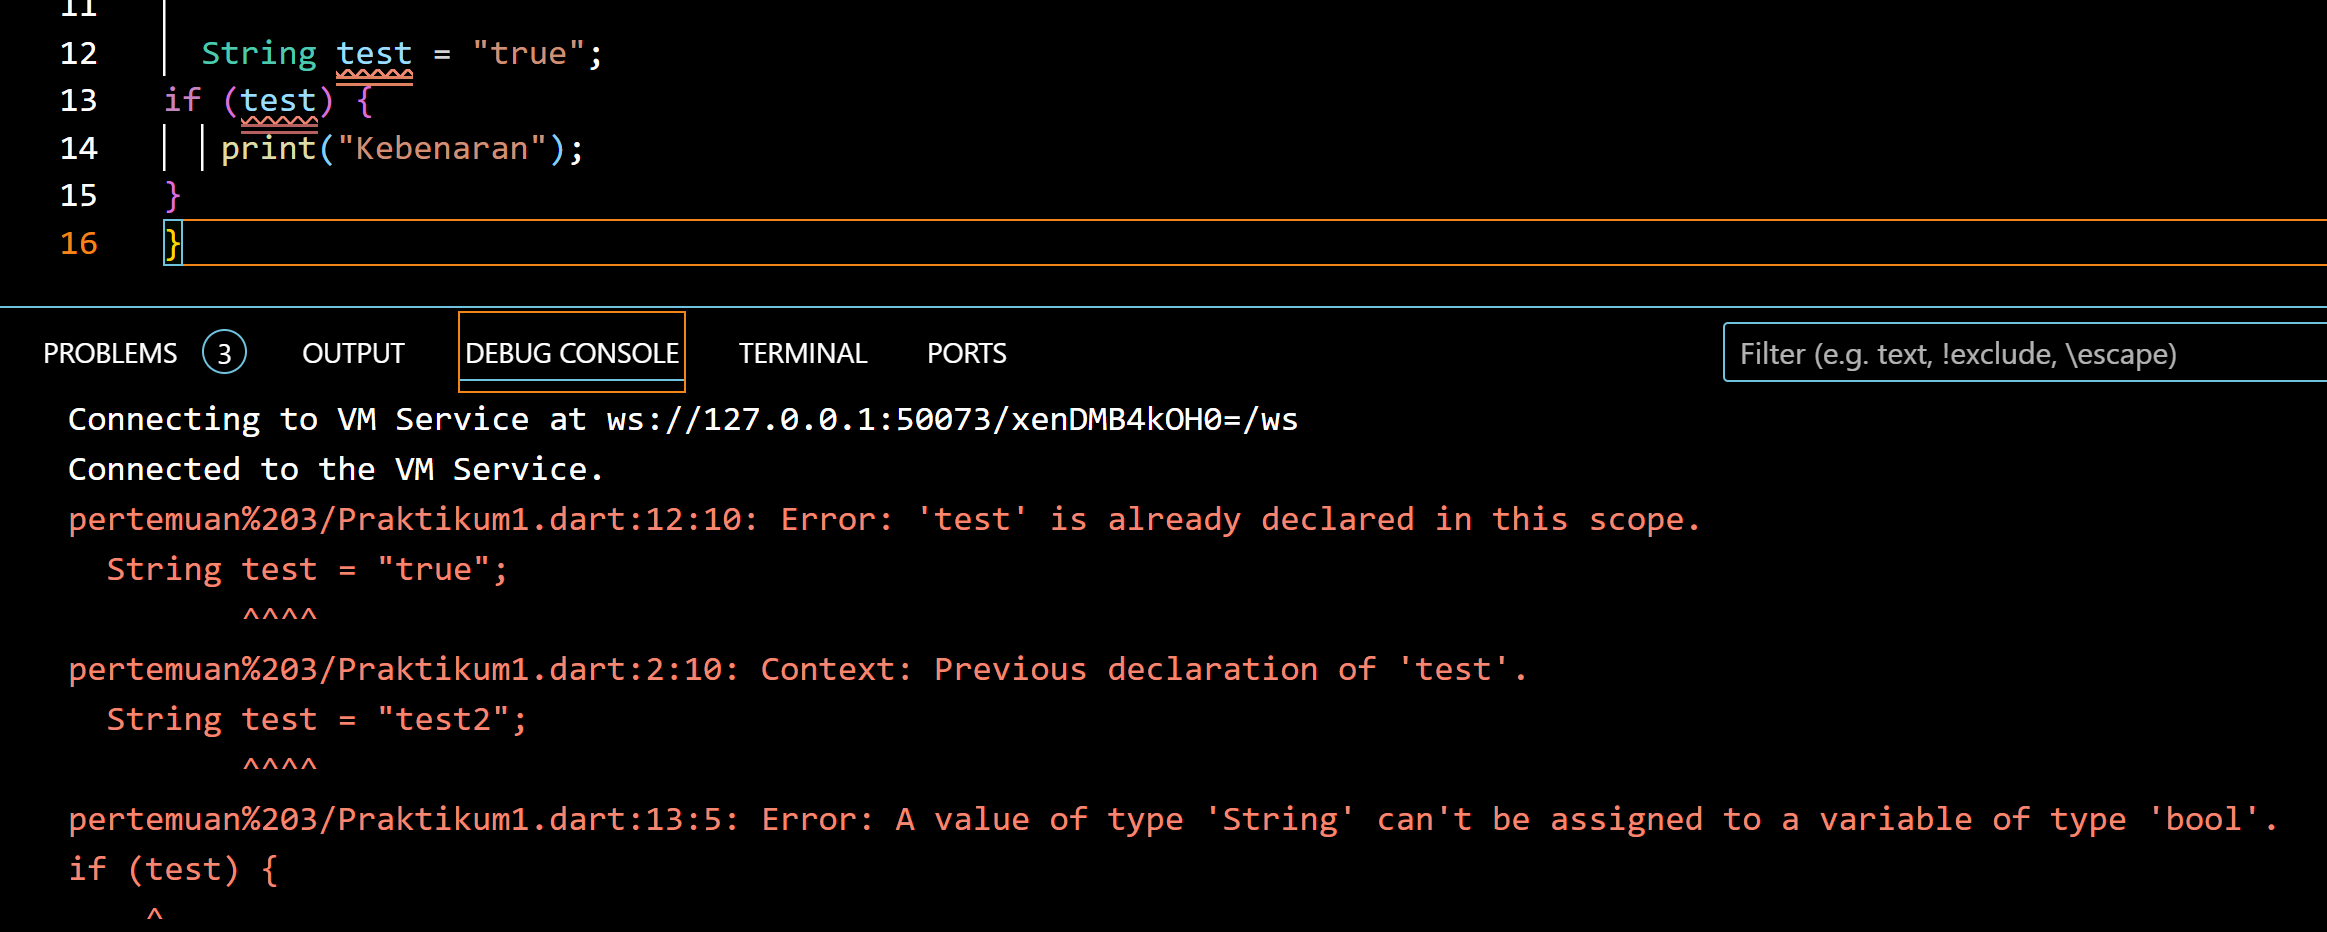 11
12 String test = "true";
13 if (test) {
14 print("Kebenaran");
15 }
16 }
PROBLEMS 3 OUTPUT DEBUG CONSOLE TERMINAL PORTS Filter (e.g. text, !exclude, \escape)
Connecting to VM Service at ws://127.0.0.1:50073/xenDMB4kOH0=/ws
Connected to the VM Service.
pertemuan%203/Praktikum1.dart:12:10: Error: 'test' is already declared in this scope.
String test = "true";
^^^^
pertemuan%203/Praktikum1.dart:2:10: Context: Previous declaration of 'test'.
String test = "test2";
^^^^
pertemuan%203/Praktikum1.dart:13:5: Error: A value of type 'String' can't be assigned to a variable of type 'bool'.
if (test) {
^